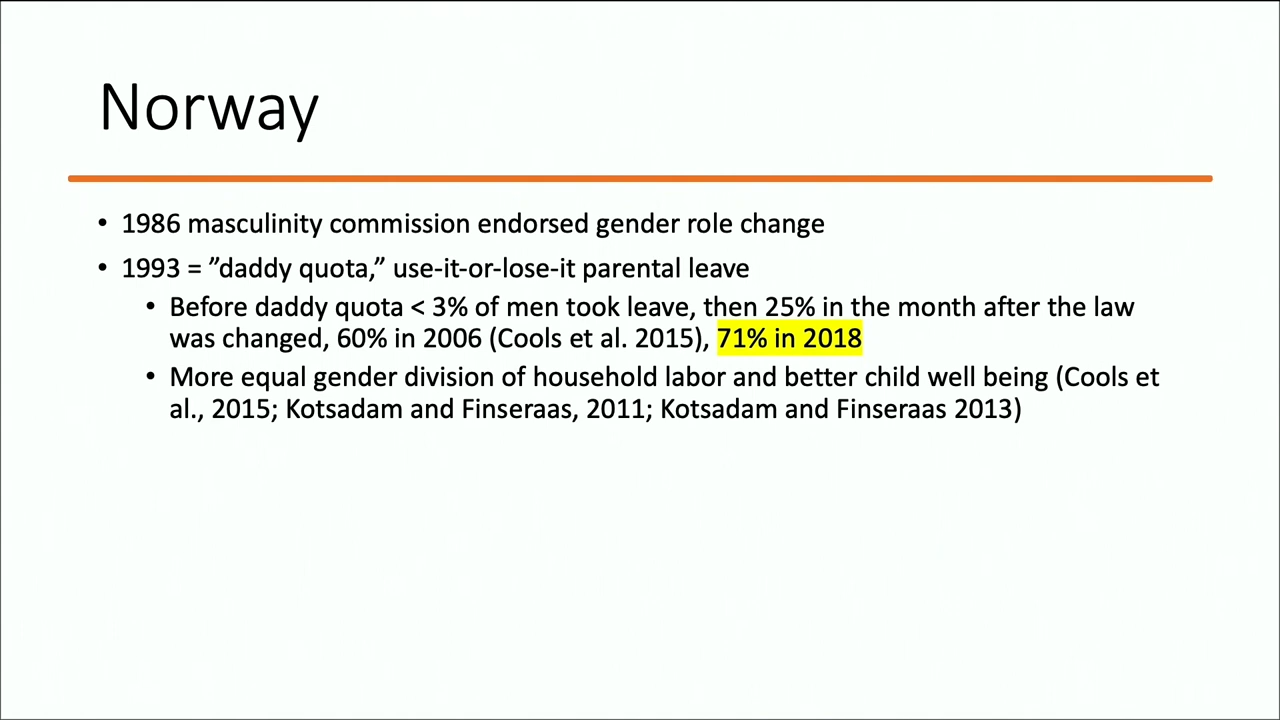 Norway
• 1986 masculinity commission endorsed gender role change
• 1993 = ”daddy quota,” use-it-or-lose-it parental leave
• Before daddy quota < 3% of men took leave, then 25% in the month after the law
was changed, 60% in 2006 (Cools et al. 2015), 71% in 2018
• More equal gender division of household labor and better child well being (Cools et
al., 2015; Kotsadam and Finseraas, 2011; Kotsadam and Finseraas 2013)